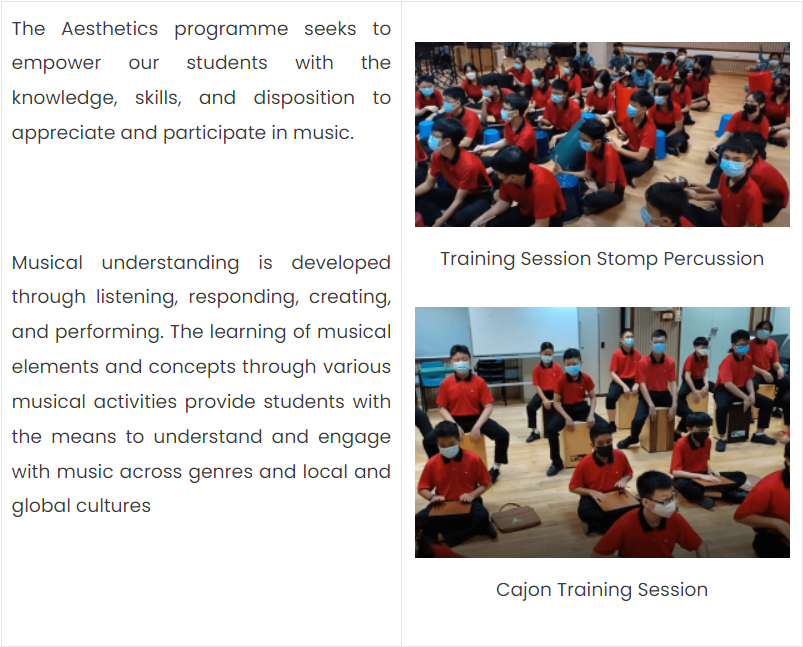 The Aesthetics programme seeks to
empower our students with the
knowledge, skills, and disposition to
appreciate and participate in music.
Musical understanding is developed
through listening, responding, creating,
and performing. The learning of musical
elements and concepts through various
musical activities provide students with
the means to understand and engage
with music across genres and local and
global cultures
Training Session Stomp Percussion
Cajon Training Session